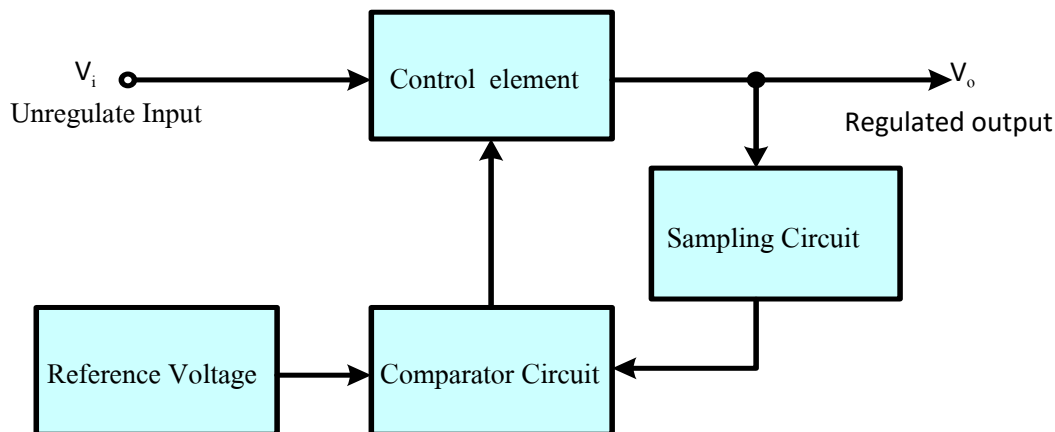 Vi
Unregulate Input
Control element
Vo
Regulated output
Sampling Circuit
Reference Voltage
Comparator Circuit